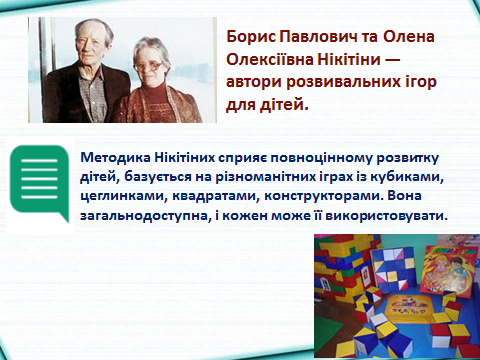 Борис Павлович та Олена
Олексіївна Нікітіни —
автори розвивальних ігор
для дітей.
Методика Нікітіних сприяє повноцінному розвитку
дітей, базується на різноманітних іграх із кубиками,
цеглинками, квадратами, конструкторами. Вона
загальнодоступна, і кожен може її використовувати.